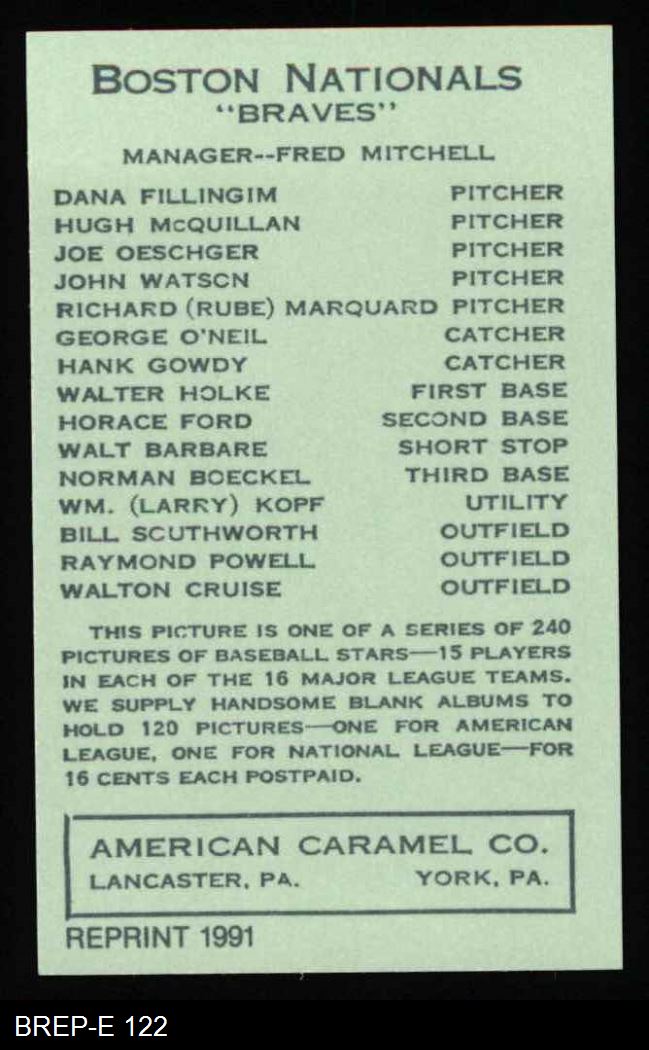 BOSTON NATIONALS
"BRAVES"
MANAGER--FRED MITCHELL
DANA FILLINGIM PITCHER
HUGH McQUILLAN PITCHER
JOE OESCHGER PITCHER
JOHN WATSON PITCHER
RICHARD (RUBE) MARQUARD PITCHER
GEORGE O'NEIL CATCHER
HANK GOWDY CATCHER
WALTER HOLKE FIRST BASE
HORACE FORD SECOND BASE
WALT BARBARE SHORT STOP
NORMAN BOECKEL THIRD BASE
WM. (LARRY) KOPF UTILITY
BILL SOUTHWORTH OUTFIELD
RAYMOND POWELL OUTFIELD
WALTON CRUISE OUTFIELD
THIS PICTURE IS ONE OF A SERIES OF 240
PICTURES OF BASEBALL STARS—15 PLAYERS
IN EACH OF THE 16 MAJOR LEAGUE TEAMS.
WE SUPPLY HANDSOME BLANK ALBUMS TO
HOLD 120 PICTURES—ONE FOR AMERICAN
LEAGUE, ONE FOR NATIONAL LEAGUE—FOR
16 CENTS EACH POSTPAID.
AMERICAN CARAMEL CO.
LANCASTER, PA. YORK, PA.
REPRINT 1991
BREP-E 122